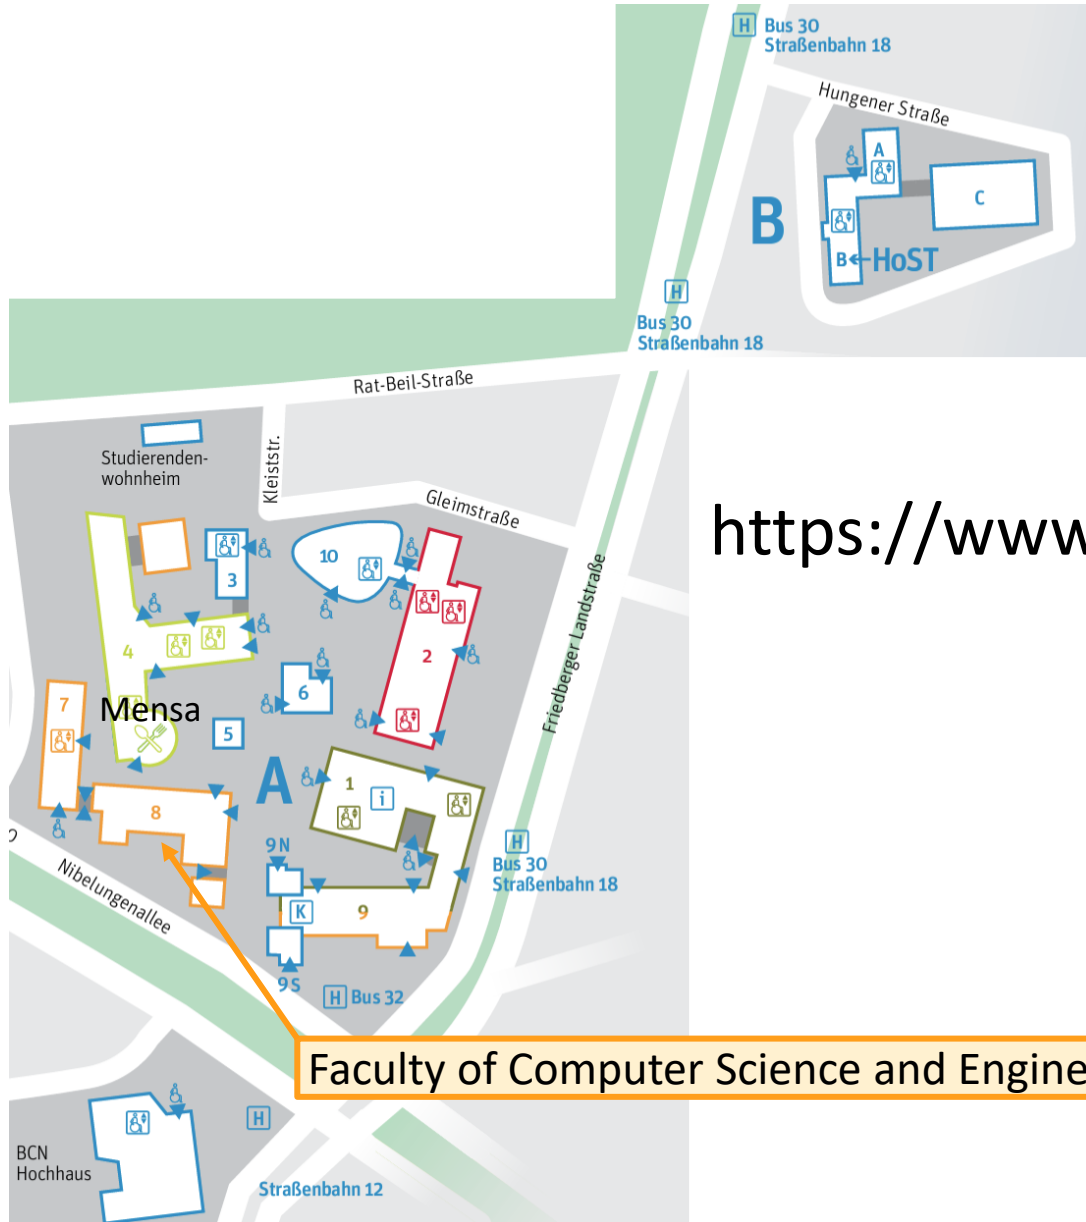 H Bus 30
Straßenbahn 18
Hungener Straße
A
C
B
B
HoST
H
Bus 30
Straßenbahn 18
Rat-Beil-Straße
Studierenden-
wohnheim
Kleiststr.
Gleimstraße
https://www
10
3
Friedberger Landstraße
4
2
6
7
Mensa
5
A
1
i
8
H
Bus 30
Straßenbahn 18
9 N
Nibelungenallee
K
9
9 S
H Bus 32
Faculty of Computer Science and Engine
H
BCN
Hochhaus
Straßenbahn 12